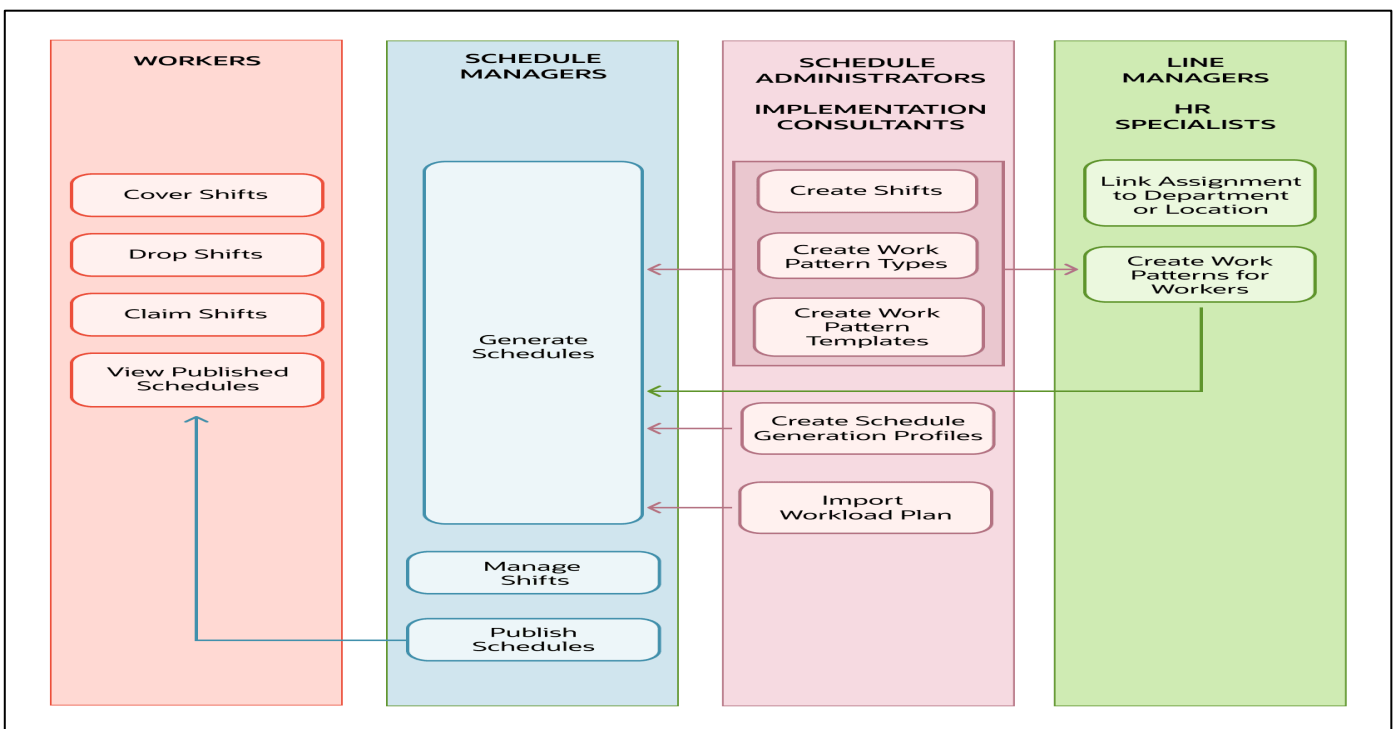 WORKERS
Cover Shifts
Drop Shifts
Claim Shifts
View Published
Schedules
SCHEDULE
MANAGERS
Generate
Schedules
Manage
Shifts
Publish
Schedules
SCHEDULE
ADMINISTRATORS
IMPLEMENTATION
CONSULTANTS
Create Shifts
Create Work
Pattern Types
Create Work
Pattern
Templates
Create Schedule
Generation Profiles
Import
Workload Plan
LINE
MANAGERS
HR
SPECIALISTS
Link Assignment
to Department
or Location
Create Work
Patterns for
Workers